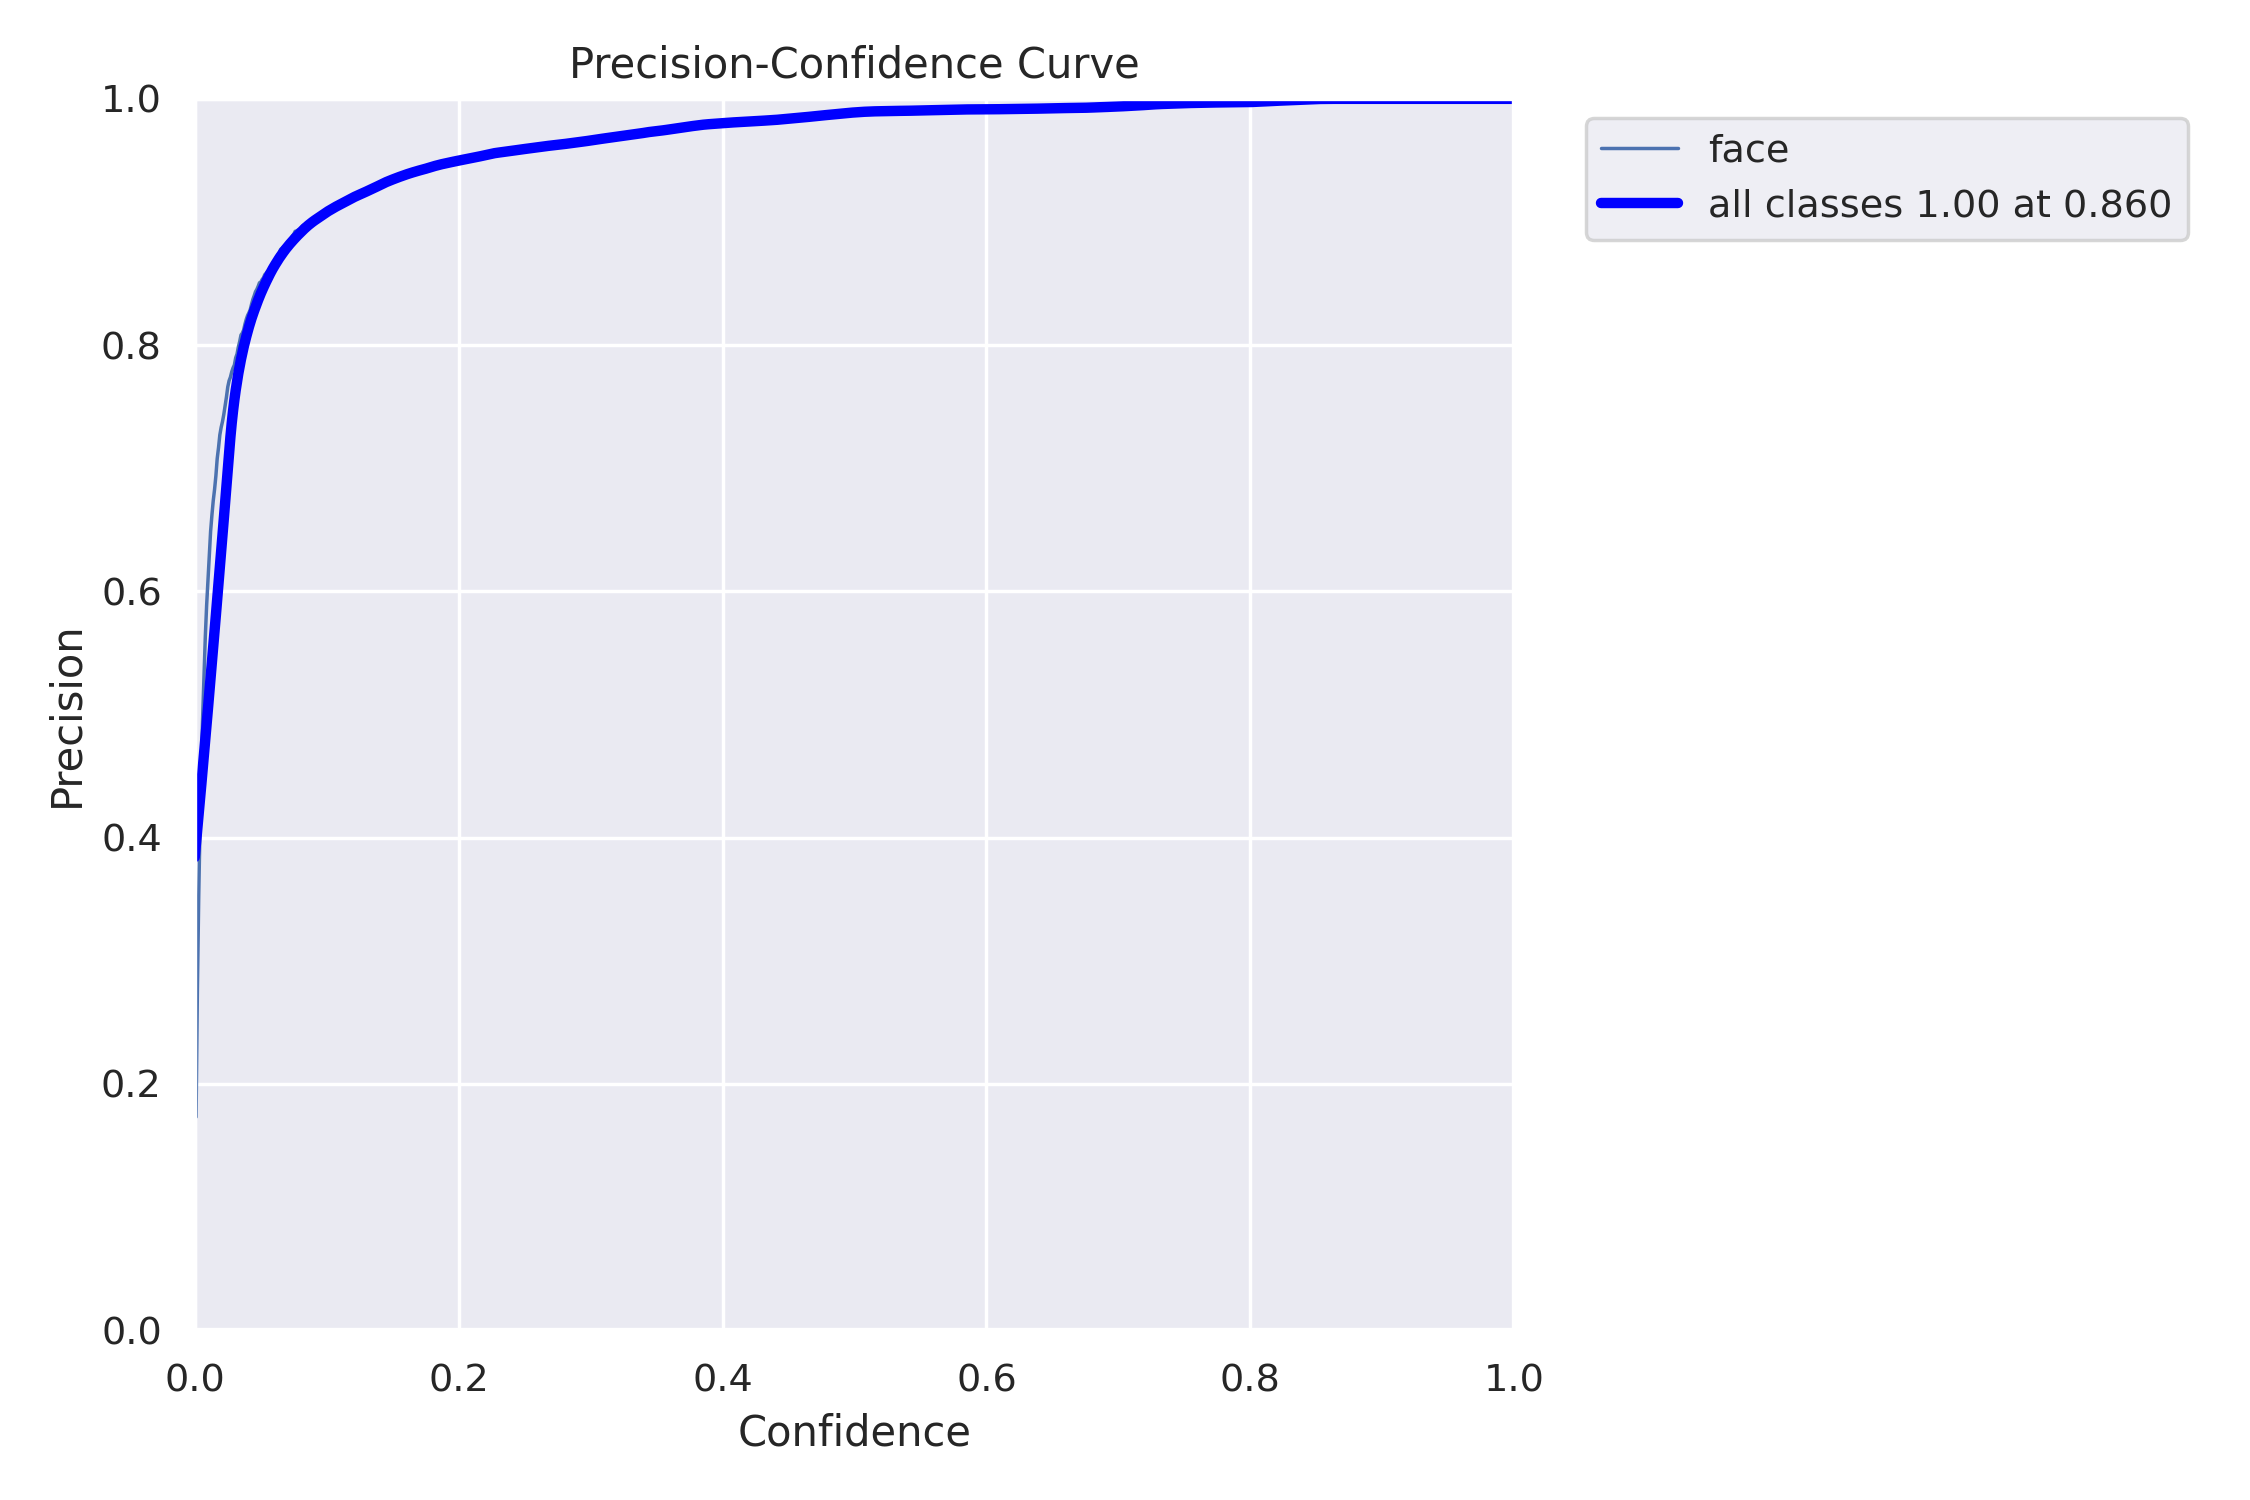 Precision-Confidence Curve
1.0
0.8
0.6
0.4
0.2
0.0
Precision
0.0 0.2 0.4 0.6 0.8 1.0
Confidence
face
all classes 1.00 at 0.860